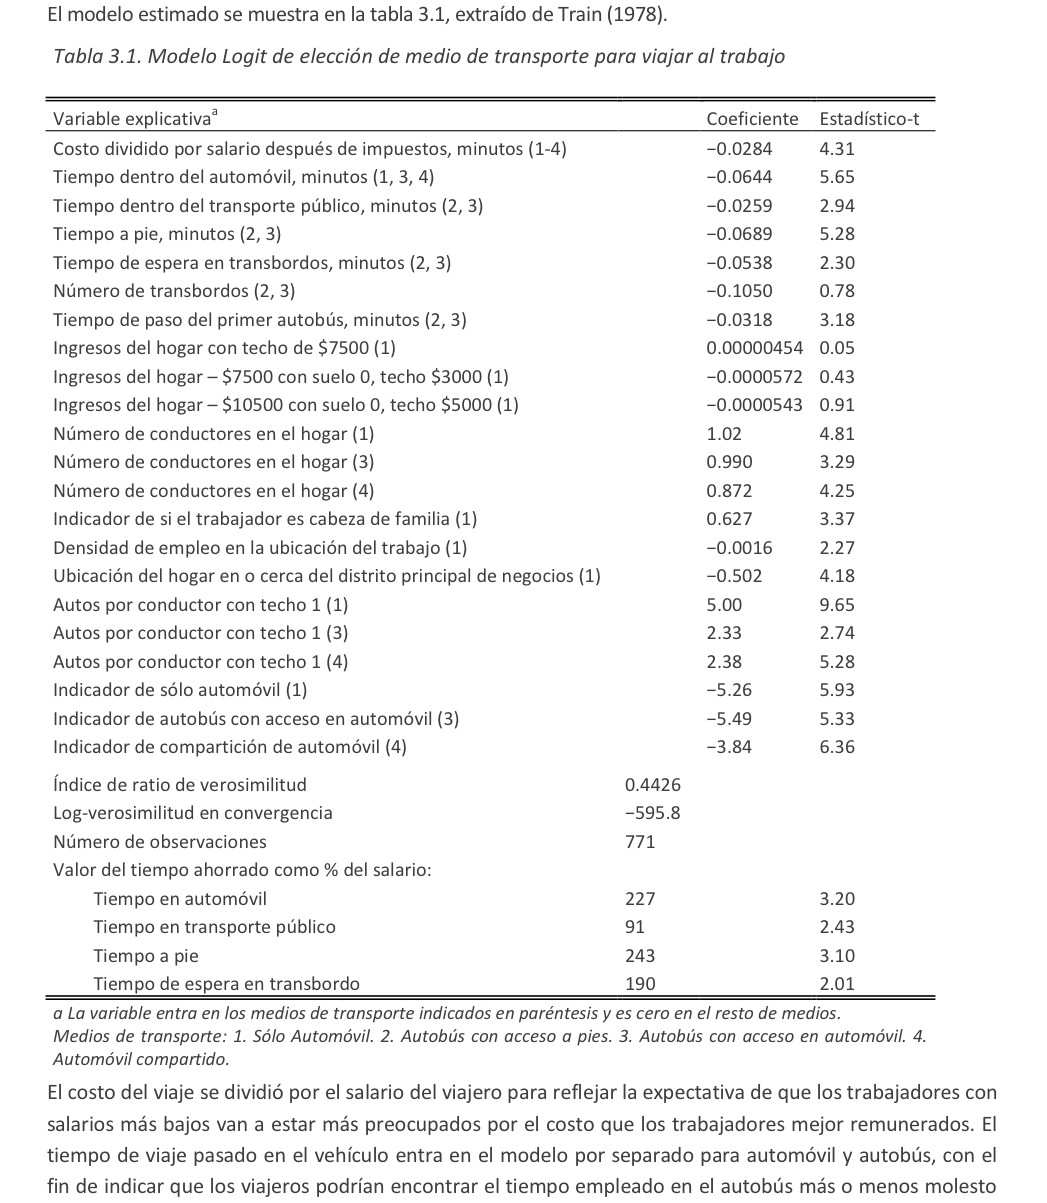 El modelo estimado se muestra en la tabla 3.1, extraído de Train (1978).
Tabla 3.1. Modelo Logit de elección de medio de transporte para viajar al trabajo
Variable explicativaª Coeficiente Estadístico-t
Costo dividido por salario después de impuestos, minutos (1-4) −0.0284 4.31
Tiempo dentro del automóvil, minutos (1, 3, 4) −0.0644 5.65
Tiempo dentro del transporte público, minutos (2, 3) −0.0259 2.94
Tiempo a pie, minutos (2, 3) −0.0689 5.28
Tiempo de espera en transbordos, minutos (2, 3) −0.0538 2.30
Número de transbordos (2, 3) −0.1050 0.78
Tiempo de paso del primer autobús, minutos (2, 3) −0.0318 3.18
Ingresos del hogar con techo de $7500 (1) 0.00000454 0.05
Ingresos del hogar – $7500 con suelo 0, techo $3000 (1) −0.0000572 0.43
Ingresos del hogar – $10500 con suelo 0, techo $5000 (1) −0.0000543 0.91
Número de conductores en el hogar (1) 1.02 4.81
Número de conductores en el hogar (3) 0.990 3.29
Número de conductores en el hogar (4) 0.872 4.25
Indicador de si el trabajador es cabeza de familia (1) 0.627 3.37
Densidad de empleo en la ubicación del trabajo (1) −0.0016 2.27
Ubicación del hogar en o cerca del distrito principal de negocios (1) −0.502 4.18
Autos por conductor con techo 1 (1) 5.00 9.65
Autos por conductor con techo 1 (3) 2.33 2.74
Autos por conductor con techo 1 (4) 2.38 5.28
Indicador de sólo automóvil (1) −5.26 5.93
Indicador de autobús con acceso en automóvil (3) −5.49 5.33
Indicador de compartición de automóvil (4) −3.84 6.36
Índice de ratio de verosimilitud 0.4426
Log-verosimilitud en convergencia −595.8
Número de observaciones 771
Valor del tiempo ahorrado como % del salario:
Tiempo en automóvil 227 3.20
Tiempo en transporte público 91 2.43
Tiempo a pie 243 3.10
Tiempo de espera en transbordo 190 2.01
a La variable entra en los medios de transporte indicados en paréntesis y es cero en el resto de medios.
Medios de transporte: 1. Sólo Automóvil. 2. Autobús con acceso a pies. 3. Autobús con acceso en automóvil. 4.
Automóvil compartido.
El costo del viaje se dividió por el salario del viajero para reflejar la expectativa de que los trabajadores con
salarios más bajos van a estar más preocupados por el costo que los trabajadores mejor remunerados. El
tiempo de viaje pasado en el vehículo entra en el modelo por separado para automóvil y autobús, con el
fin de indicar que los viajeros podrían encontrar el tiempo empleado en el autobús más o menos molesto